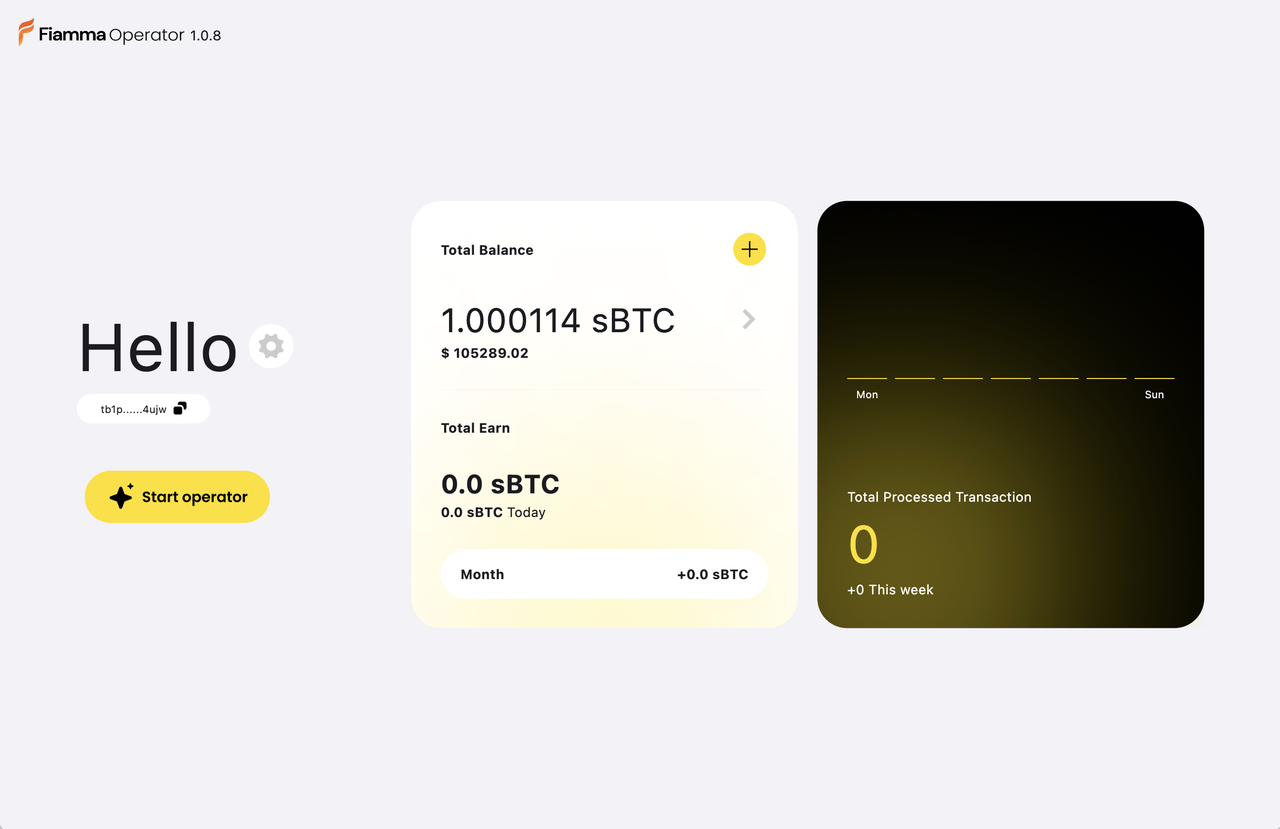 Fiamma Operator 1.0.8
Hello
tb1p......4ujw
Start operator
Total Balance
1.000114 sBTC
$ 105289.02
Total Earn
0.0 sBTC
0.0 sBTC Today
Month +0.0 sBTC
Mon Sun
Total Processed Transaction
0
+0 This week